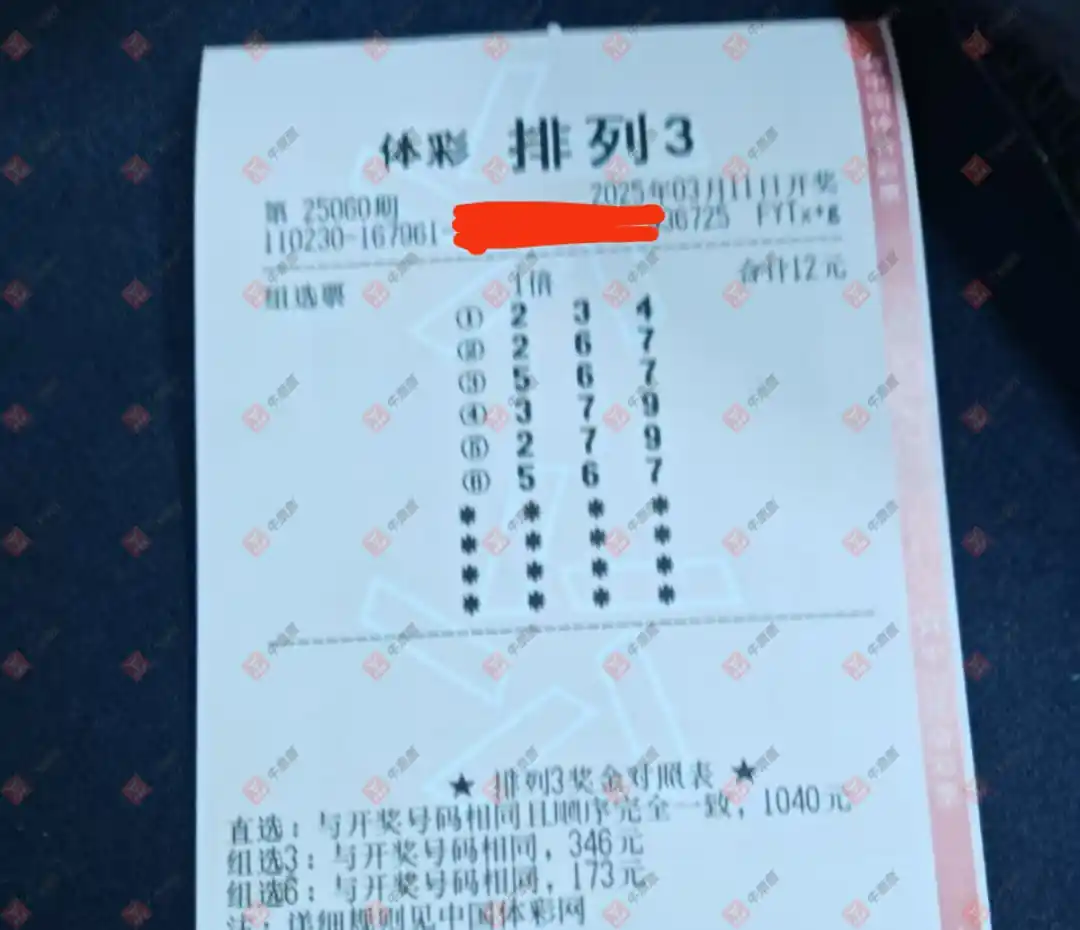 体彩 排列3
第 25060期 2025年03月11日开奖
110230-167961- 36725 FYTx+g
组选票 1倍 合计12元
① 2 3 4
② 2 6 7
③ 5 6 7
④ 3 7 9
⑤ 2 7 9
⑥ 5 6 7
* * * *
* * * *
* * * *
* * * *
★ 排列3奖金对照表 ★
直选：与开奖号码相同且顺序完全一致，1040元
组选3：与开奖号码相同，346元
组选6：与开奖号码相同，173元
注：详细规则见中国体彩网